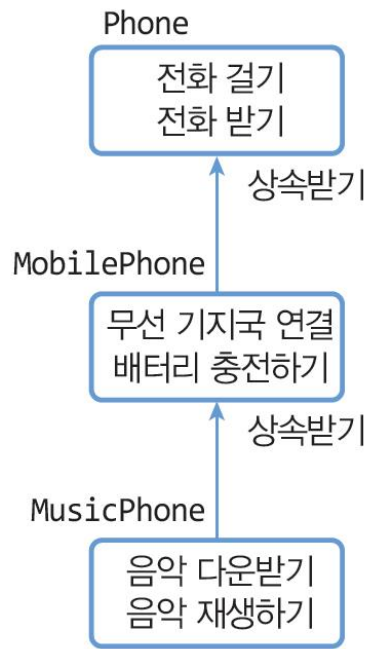 Phone
전화 걸기
전화 받기
상속받기
MobilePhone
무선 기지국 연결
배터리 충전하기
상속받기
MusicPhone
음악 다운받기
음악 재생하기